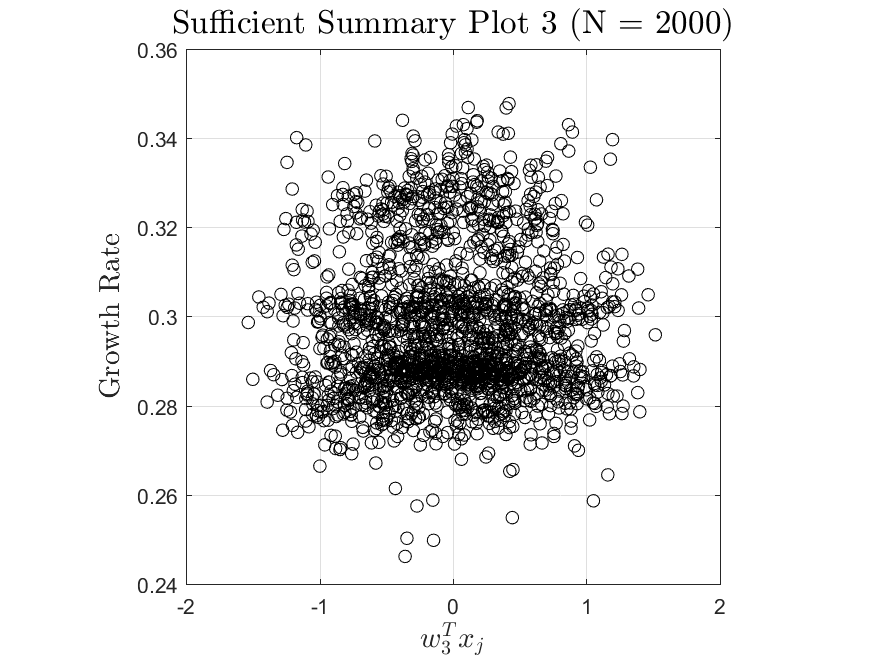 Sufficient Summary Plot 3 (N = 2000)
0.36
0.34
0.32
0.3
0.28
0.26
0.24
Growth Rate
-2 -1 0 1 2
w_3^T x_j